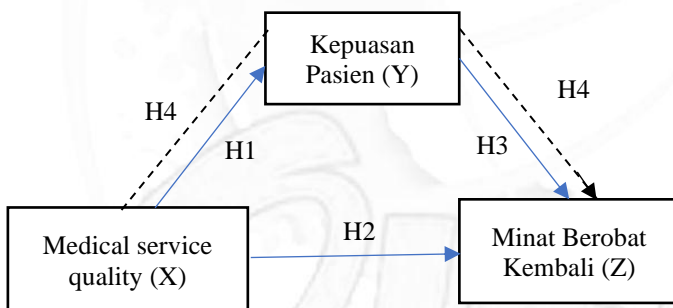 Kepuasan
Pasien (Y)
H4
H4
H1
H3
H2
Medical service
quality (X)
Minat Berobat
Kembali (Z)